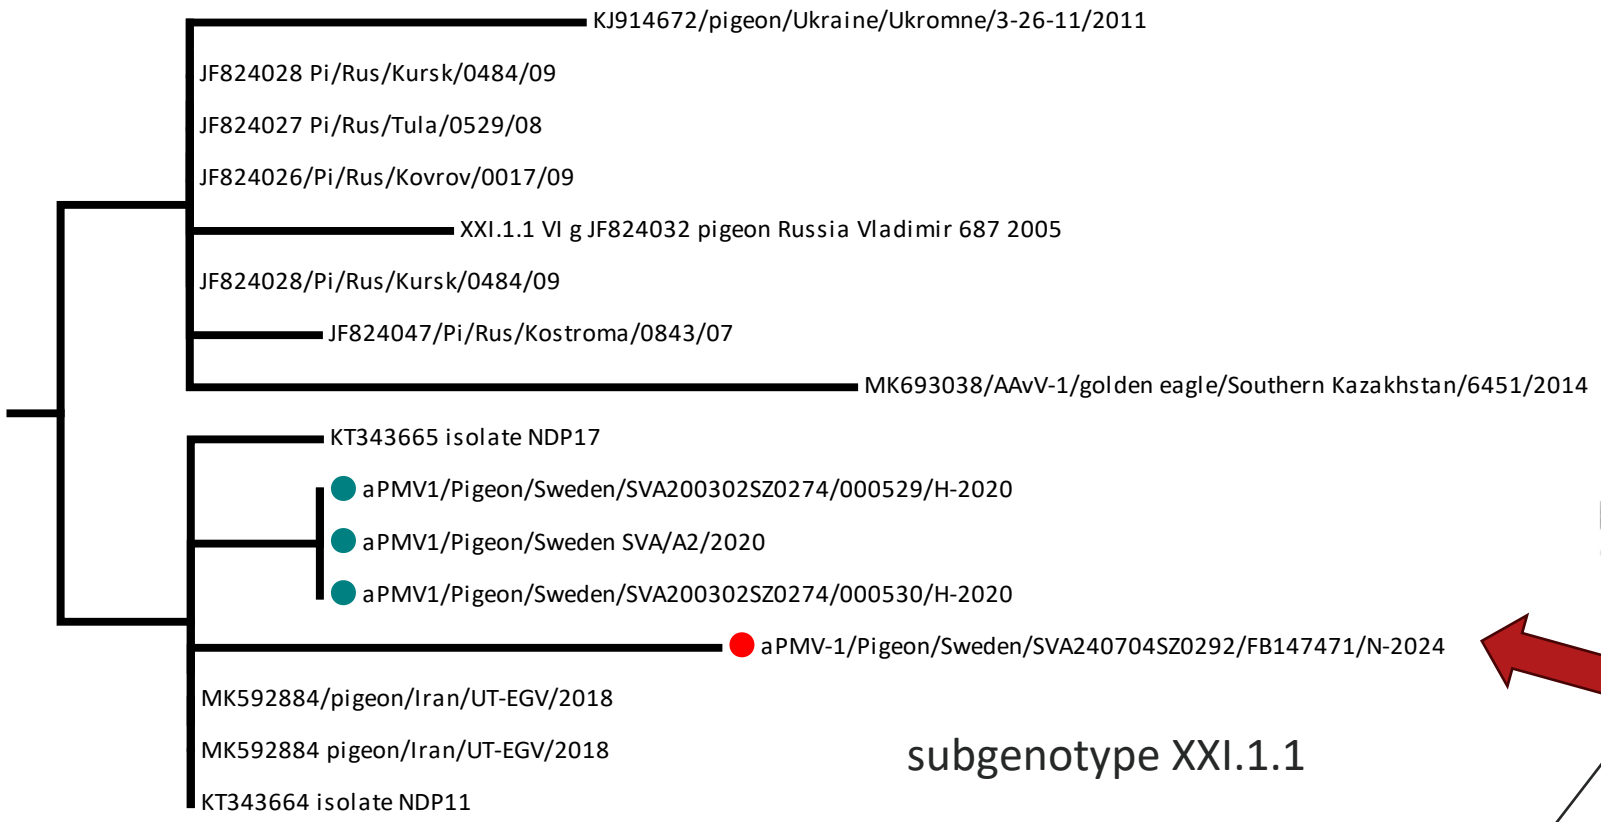 KJ914672/pigeon/Ukraine/Ukromne/3-26-11/2011
JF824028 Pi/Rus/Kursk/0484/09
JF824027 Pi/Rus/Tula/0529/08
JF824026/Pi/Rus/Kovrov/0017/09
XXI.1.1 VI g JF824032 pigeon Russia Vladimir 687 2005
JF824028/Pi/Rus/Kursk/0484/09
JF824047/Pi/Rus/Kostroma/0843/07
MK693038/AAvV-1/golden eagle/Southern Kazakhstan/6451/2014
KT343665 isolate NDP17
aPMV1/Pigeon/Sweden/SVA200302SZ0274/000529/H-2020
aPMV1/Pigeon/Sweden SVA/A2/2020
aPMV1/Pigeon/Sweden/SVA200302SZ0274/000530/H-2020
aPMV-1/Pigeon/Sweden/SVA240704SZ0292/FB147471/N-2024
MK592884/pigeon/Iran/UT-EGV/2018
MK592884 pigeon/Iran/UT-EGV/2018
subgenotype XXI.1.1
KT343664 isolate NDP11